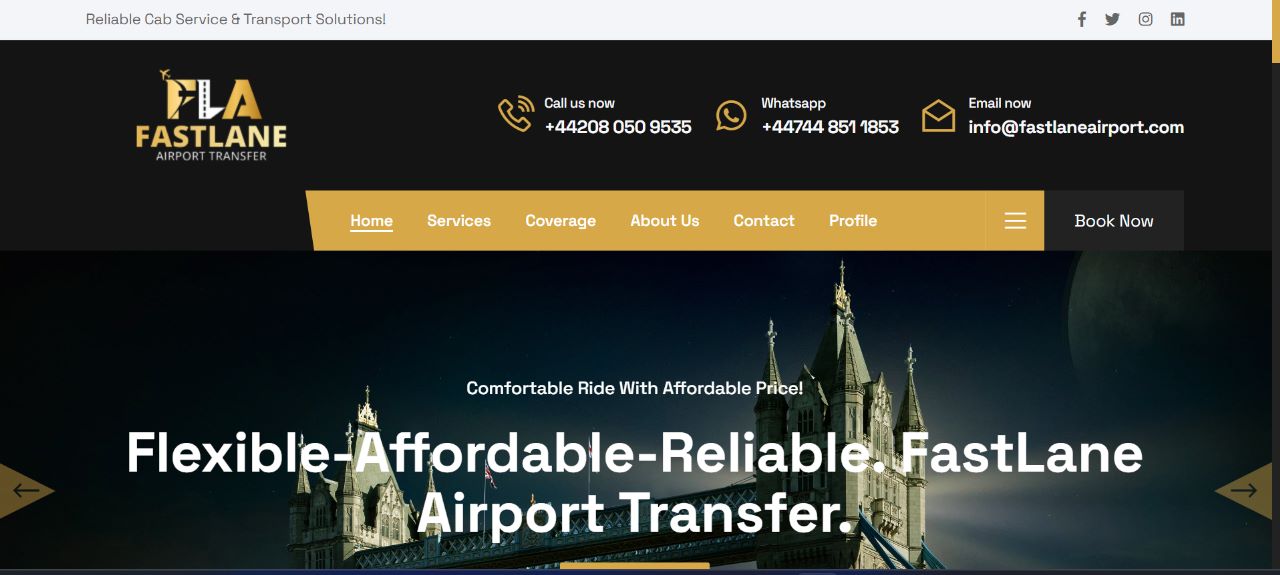 Reliable Cab Service & Transport Solutions!
FLA
FASTLANE
AIRPORT TRANSFER
Call us now
+44208 050 9535
Whatsapp
+44744 851 1853
Email now
info@fastlaneairport.com
Home Services Coverage About Us Contact Profile
Book Now
Comfortable Ride With Affordable Price!
Flexible-Affordable-Reliable. FastLane
Airport Transfer.